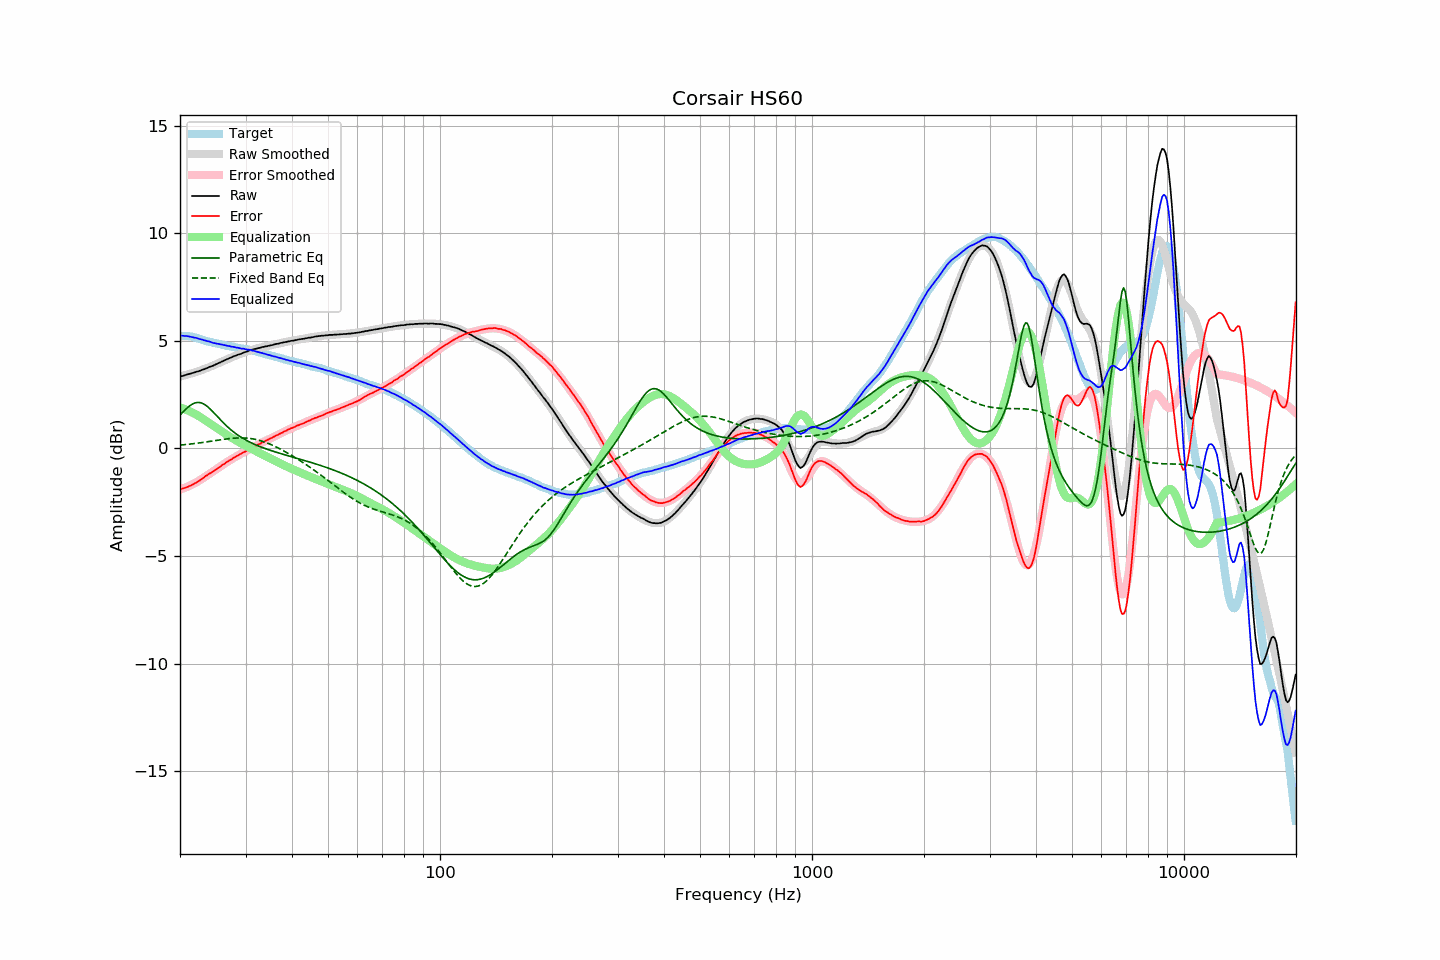 Corsair HS60
Target
Raw Smoothed
Error Smoothed
Raw
Error
Equalization
Parametric Eq
Fixed Band Eq
Equalized
15
10
5
0
−5
−10
−15
Amplitude (dBr)
100
1000
10000
Frequency (Hz)